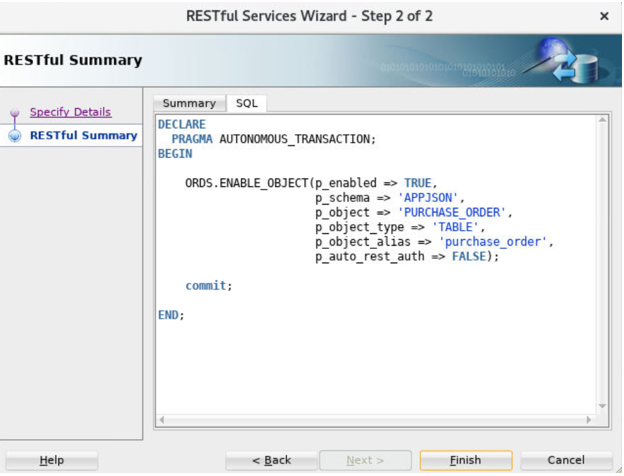 RESTful Services Wizard - Step 2 of 2
×
RESTful Summary
Specify Details
RESTful Summary
Summary
SQL
DECLARE
  PRAGMA AUTONOMOUS_TRANSACTION;
BEGIN
    ORDS.ENABLE_OBJECT(p_enabled => TRUE,
                       p_schema => 'APPJSON',
                       p_object => 'PURCHASE_ORDER',
                       p_object_type => 'TABLE',
                       p_object_alias => 'purchase_order',
                       p_auto_rest_auth => FALSE);
    commit;
END;
Help
< Back
Next >
Finish
Cancel